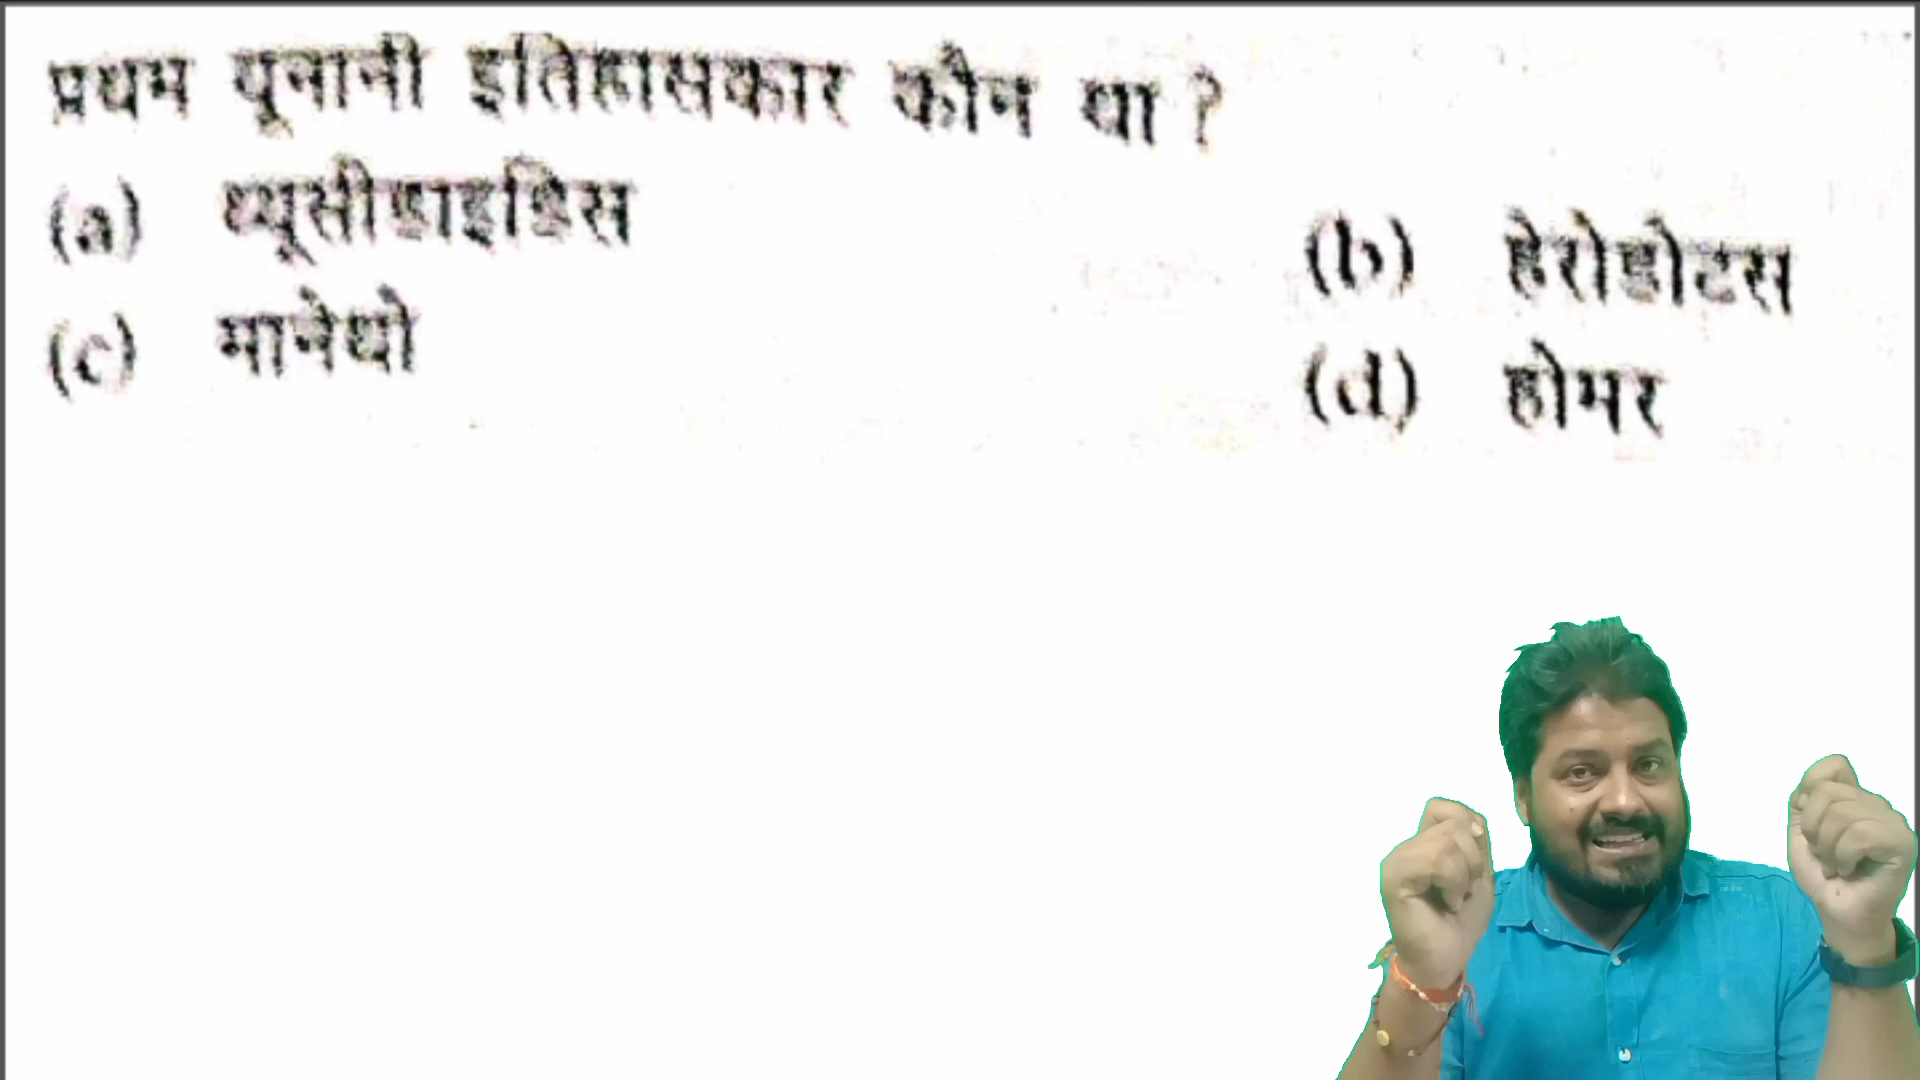 प्रथम यूनानी इतिहासकार कौन था ?
(a) थ्यूसीडाइडिस
(b) हेरोडोटस
(c) मानेथो
(d) होमर